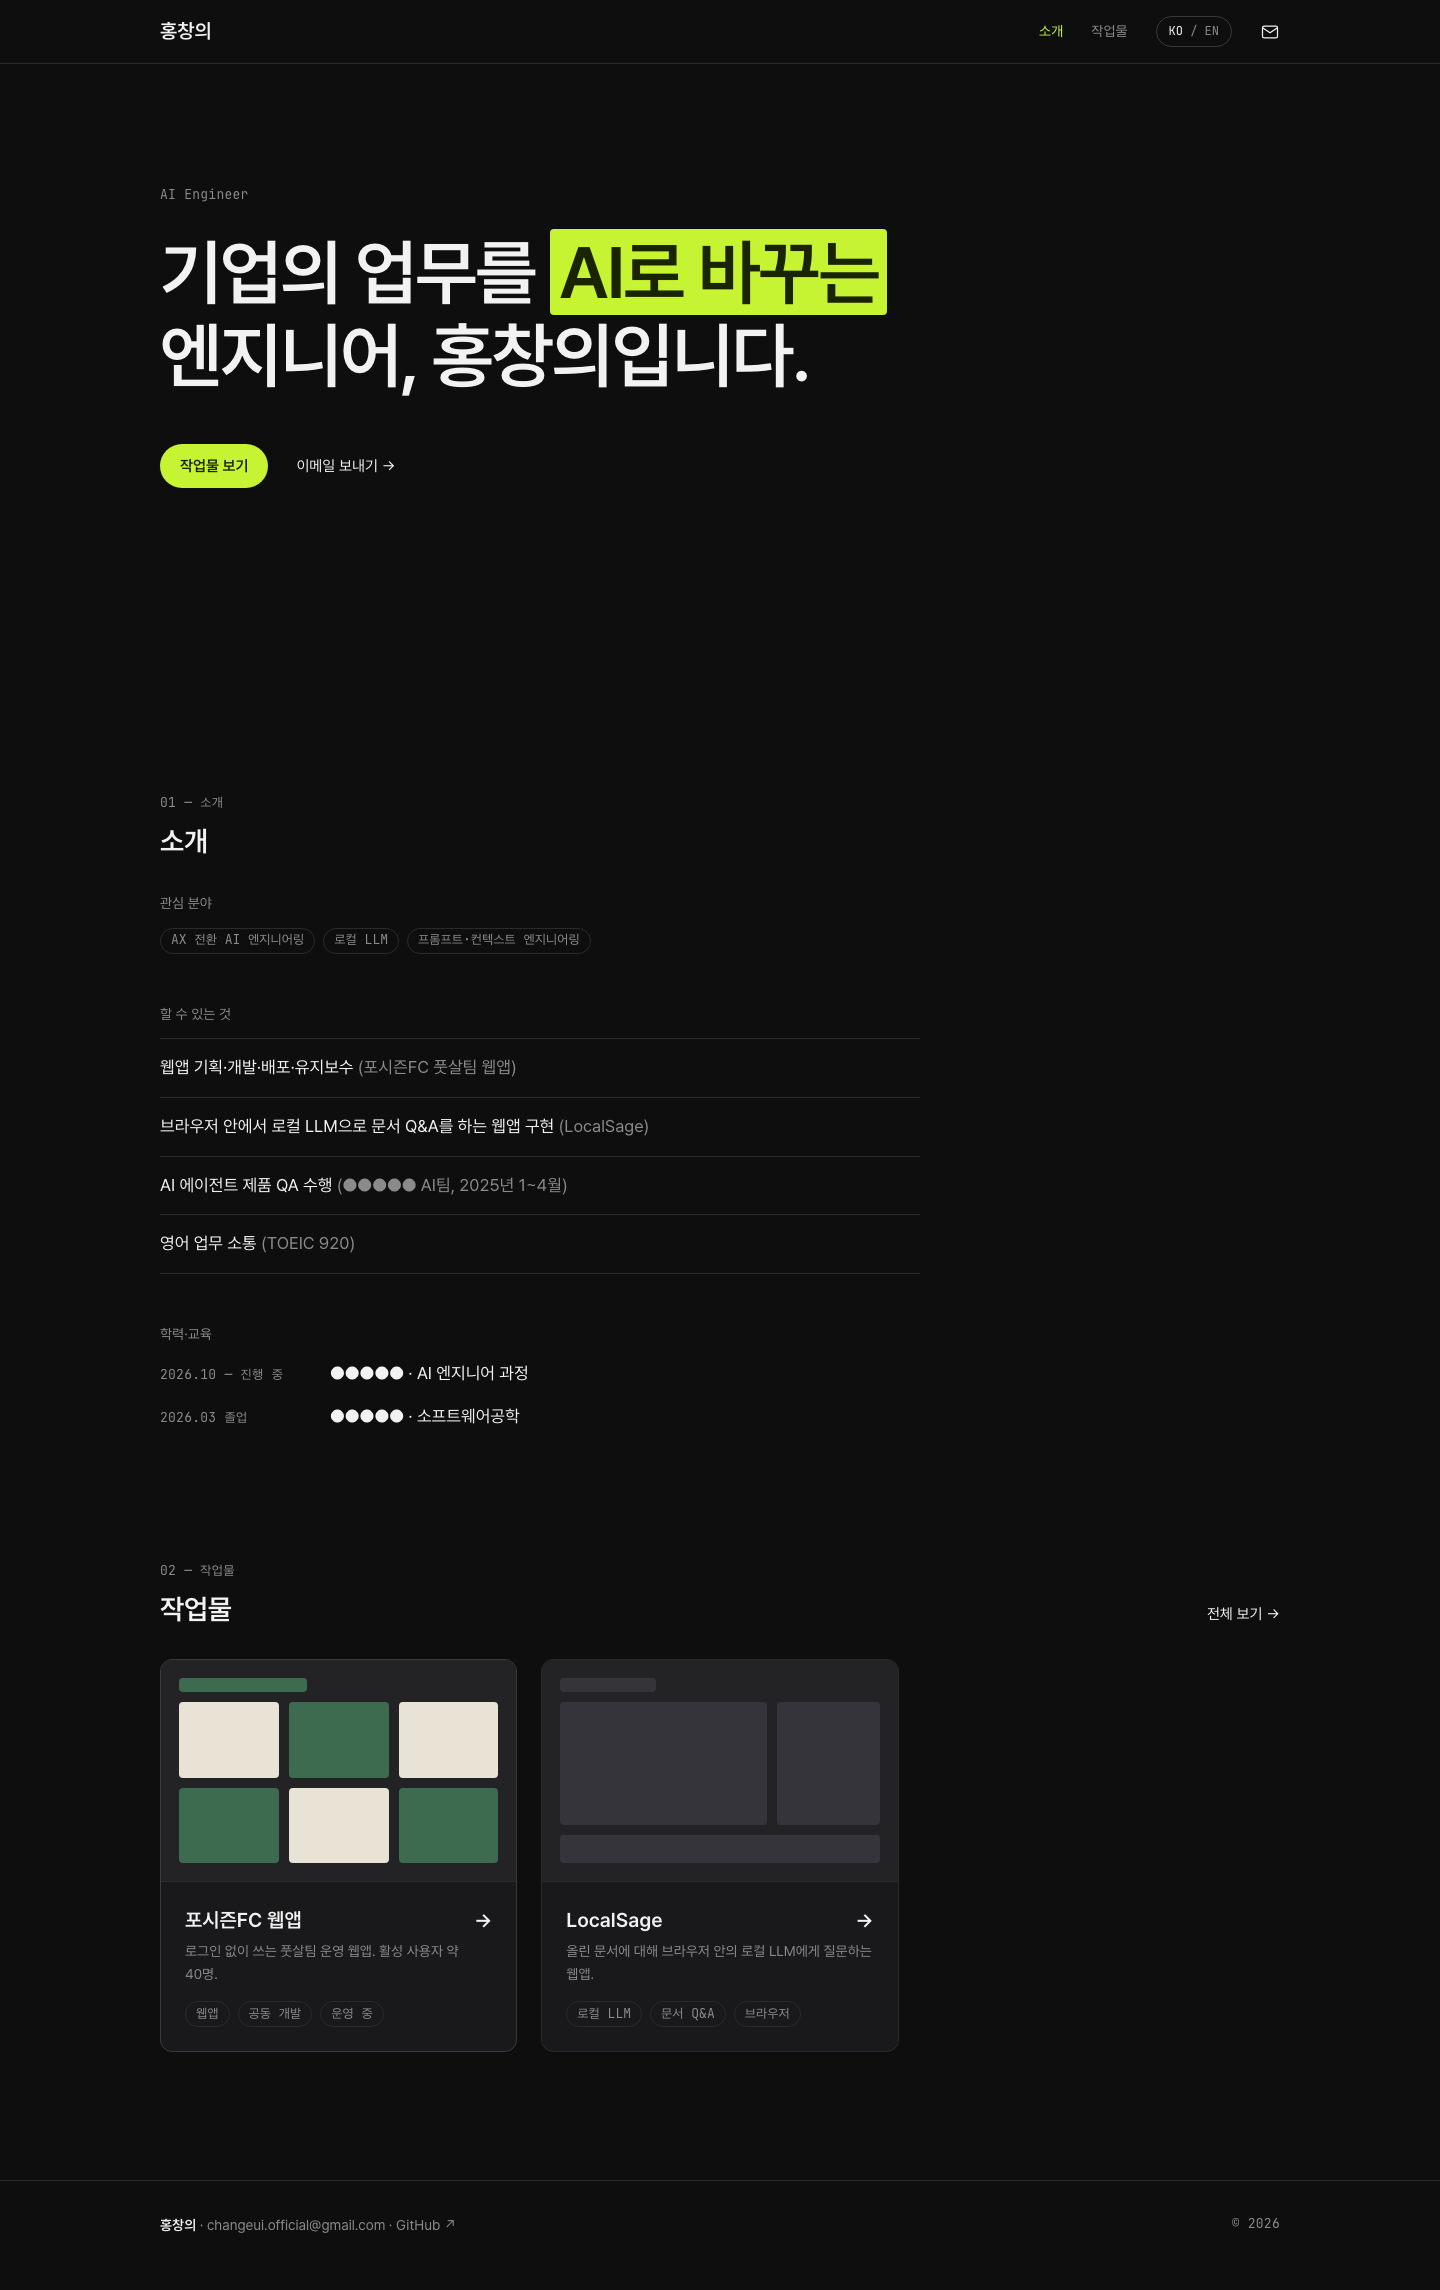 홍창의
소개
작업물
KO / EN
AI Engineer
기업의 업무를 AI로 바꾸는
엔지니어, 홍창의입니다.
작업물 보기
이메일 보내기 →
01 — 소개
소개
관심 분야
AX 전환 AI 엔지니어링
로컬 LLM
프롬프트·컨텍스트 엔지니어링
할 수 있는 것
웹앱 기획·개발·배포·유지보수 (포시즌FC 풋살팀 웹앱)
브라우저 안에서 로컬 LLM으로 문서 Q&A를 하는 웹앱 구현 (LocalSage)
AI 에이전트 제품 QA 수행 (●●●●● AI팀, 2025년 1~4월)
영어 업무 소통 (TOEIC 920)
학력·교육
2026.10 — 진행 중 ●●●●● · AI 엔지니어 과정
2026.03 졸업 ●●●●● · 소프트웨어공학
02 — 작업물
작업물
전체 보기 →
포시즌FC 웹앱 →
로그인 없이 쓰는 풋살팀 운영 웹앱. 활성 사용자 약
40명.
웹앱
공동 개발
운영 중
LocalSage →
올린 문서에 대해 브라우저 안의 로컬 LLM에게 질문하는
웹앱.
로컬 LLM
문서 Q&A
브라우저
홍창의 · changeui.official@gmail.com · GitHub ↗
© 2026